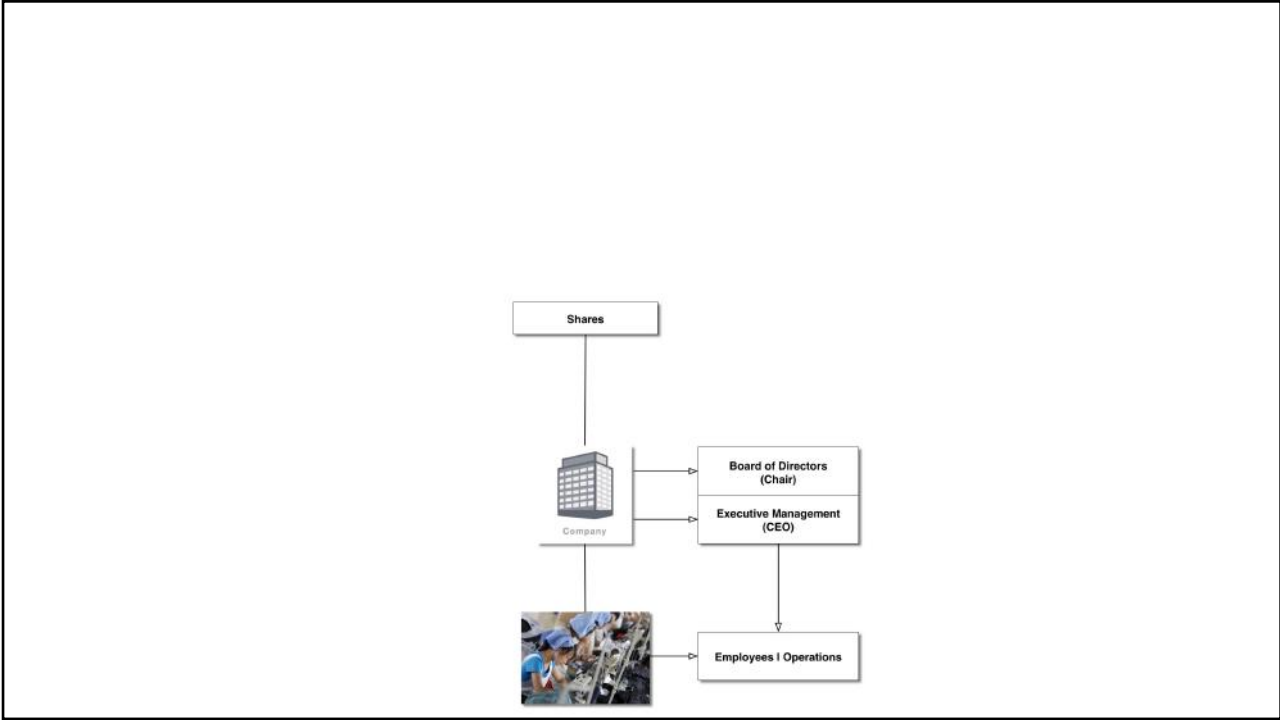 Shares
Board of Directors
(Chair)
Company
Executive Management
(CEO)
Employees I Operations